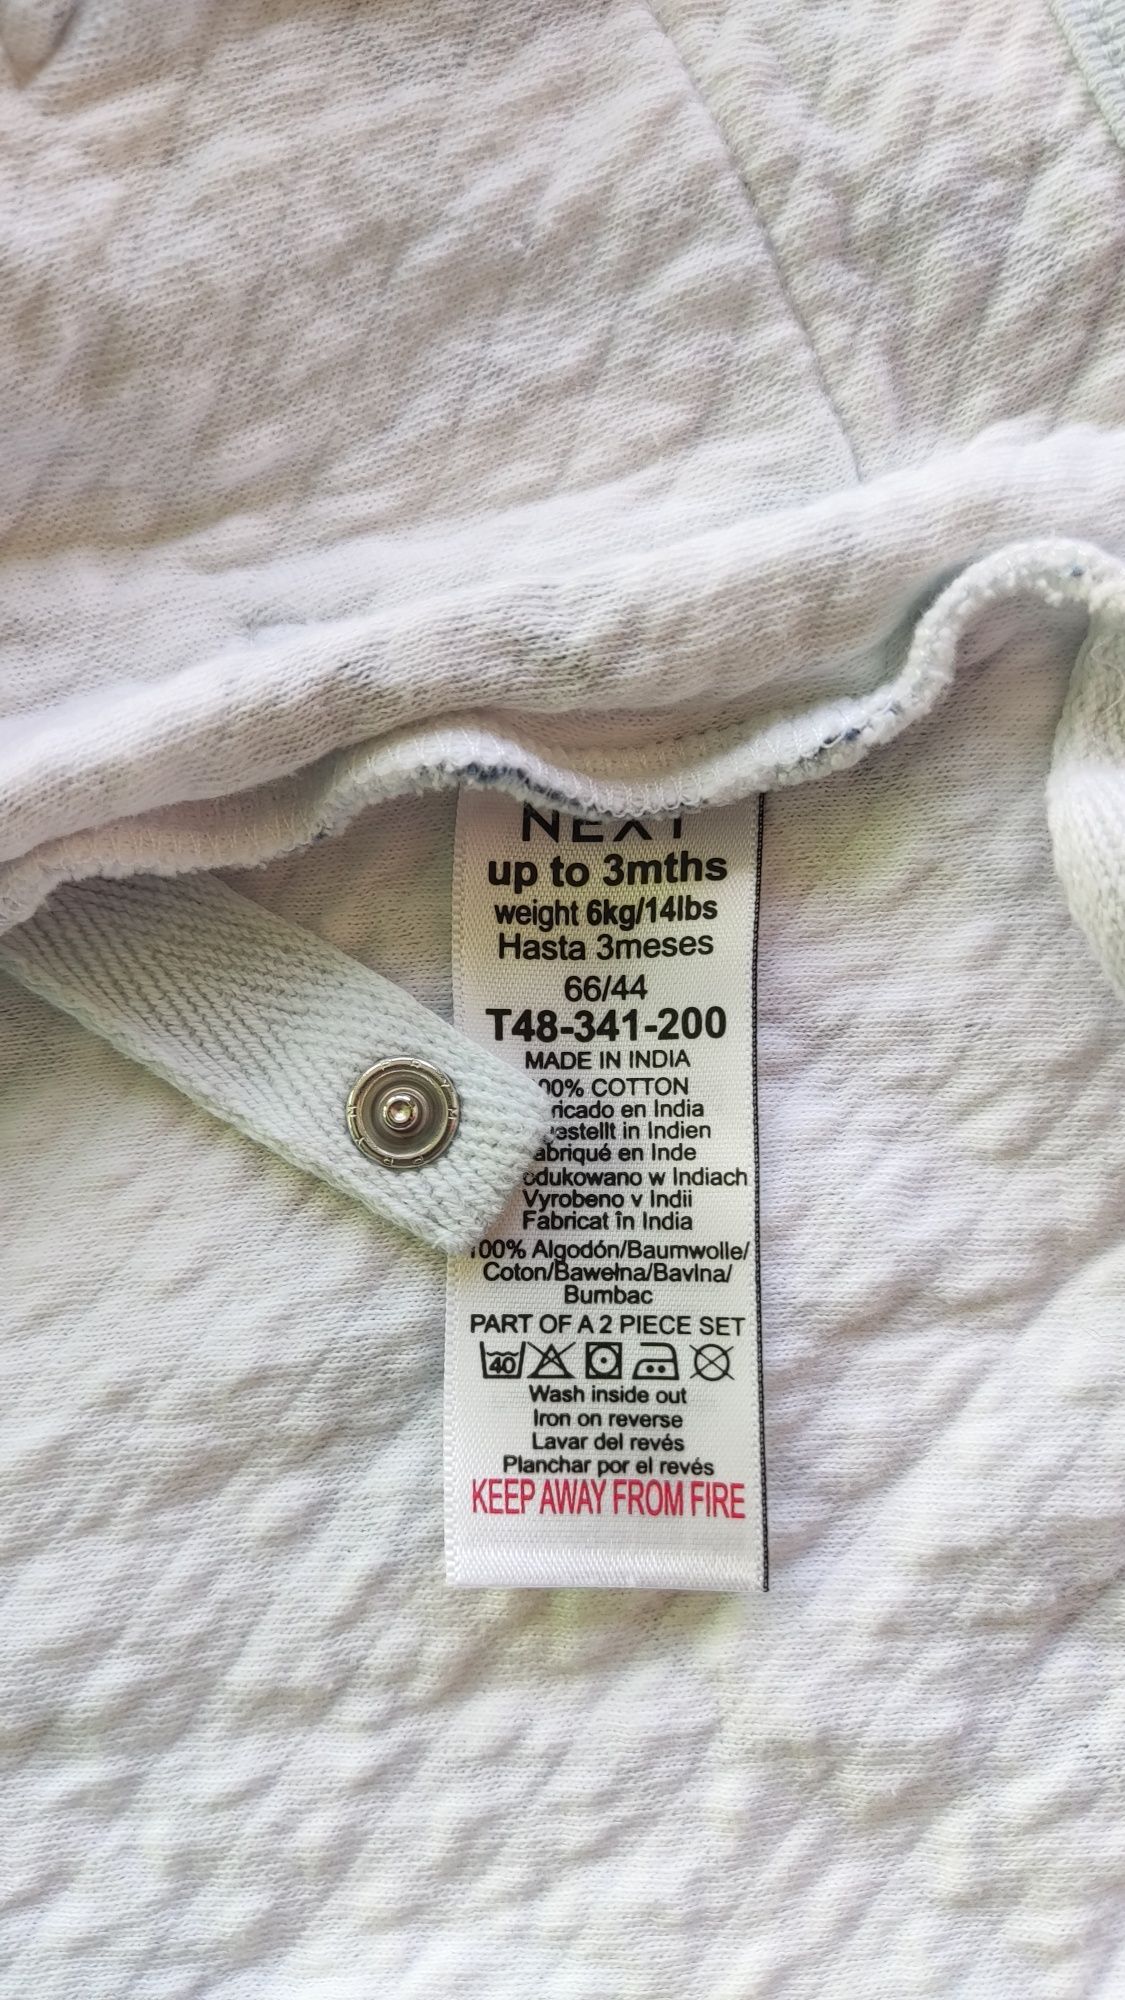 NEXT
up to 3mths
weight 6kg/14lbs
Hasta 3meses
66/44
T48-341-200
MADE IN INDIA
00% COTTON
ricado en India
estellt in Indien
abriqué en Inde
odukowano w Indiach
Vyrobeno v Indii
Fabricat în India
100% Algodón/Baumwolle/
Coton/Bawełna/Bavlna/
Bumbac
PART OF A 2 PIECE SET
40
Wash inside out
Iron on reverse
Lavar del revés
Planchar por el revés
KEEP AWAY FROM FIRE